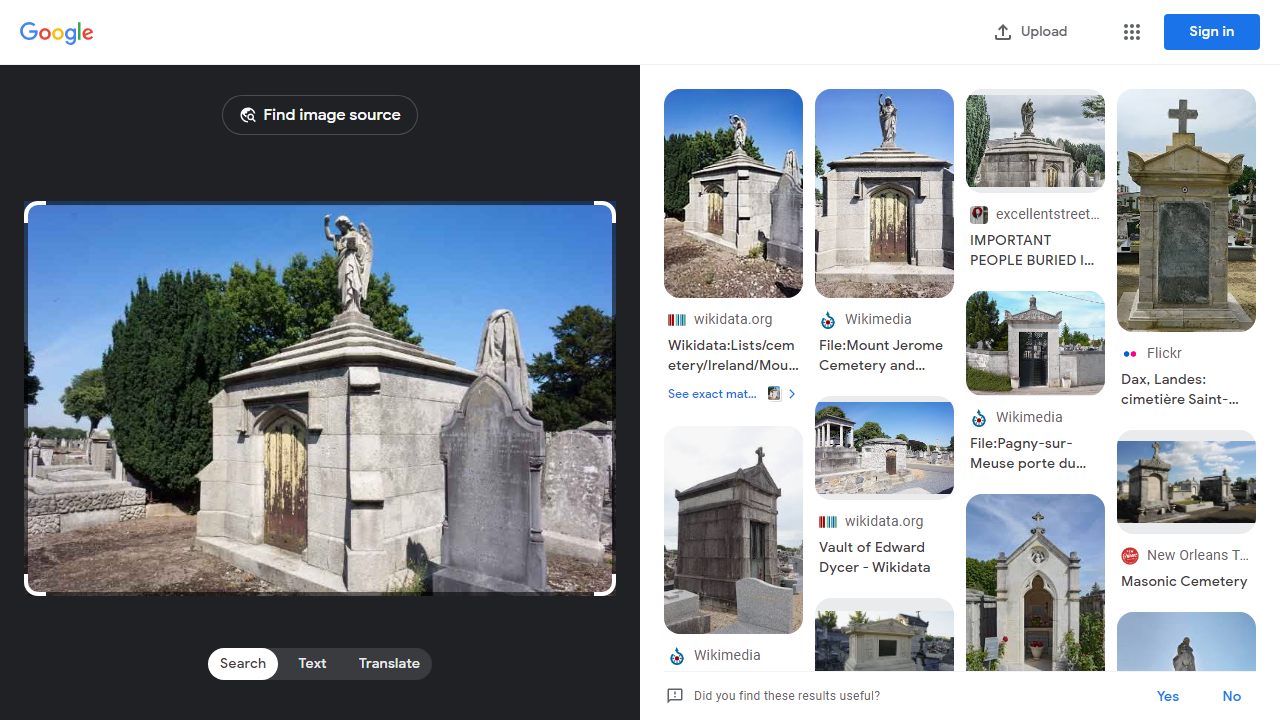 Google
Upload
Sign in
Find image source
Search
Text
Translate
wikidata.org
Wikidata:Lists/cem
etery/Ireland/Mou...
See exact mat...
Wikimedia
Wikimedia
File:Mount Jerome
Cemetery and...
wikidata.org
Vault of Edward
Dycer - Wikidata
excellentstreet...
IMPORTANT
PEOPLE BURIED I...
Wikimedia
File:Pagny-sur-
Meuse porte du...
Flickr
Dax, Landes:
cimetière Saint-...
New Orleans T...
Masonic Cemetery
Did you find these results useful?
Yes
No